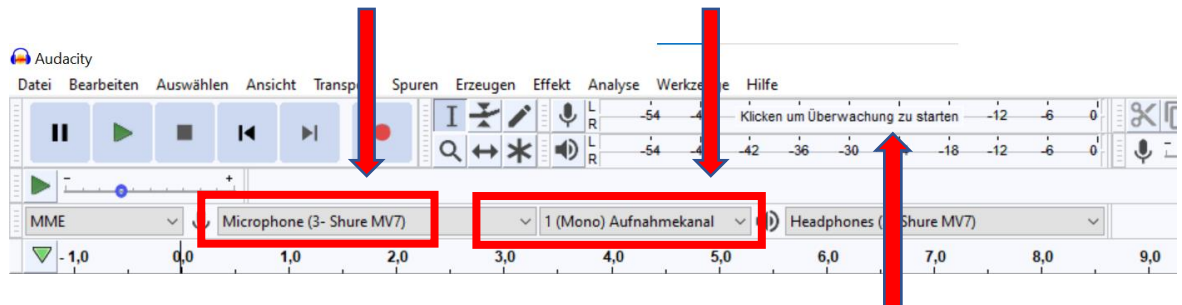 Audacity
Datei Bearbeiten Auswählen Ansicht Spuren Erzeugen Effekt Analyse Hilfe
L -54 Klicken um Überwachung zu starten -12 -6 0
R
L -54 -42 -36 -30 -18 -12 -6 0
R
- +
MME Microphone (3- Shure MV7) 1 (Mono) Aufnahmekanal Headphones Shure MV7)
- 1,0 0,0 1,0 2,0 3,0 4,0 5,0 6,0 7,0 8,0 9,0